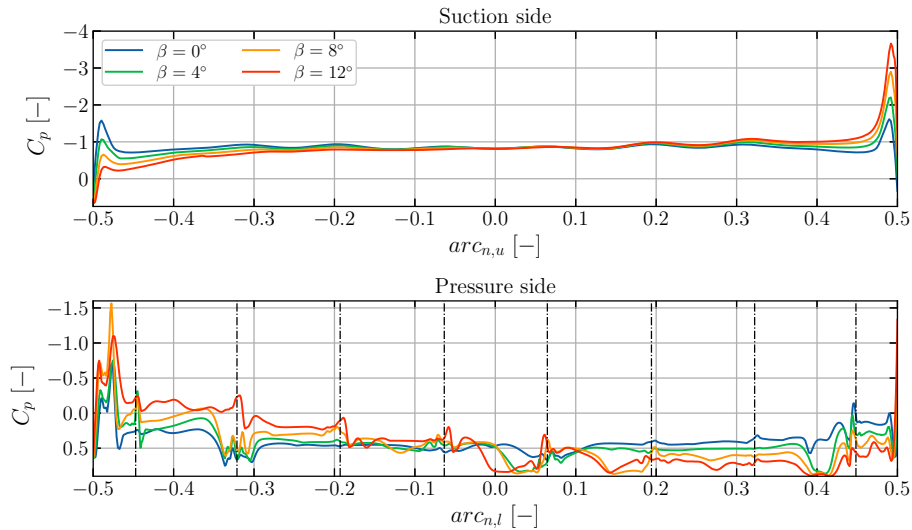 Suction side
−4
−3
−2
−1
0
C_p [−]
β = 0° β = 8°
β = 4° β = 12°
−0.5 −0.4 −0.3 −0.2 −0.1 0.0 0.1 0.2 0.3 0.4 0.5
arc_{n,u} [−]
Pressure side
−1.5
−1.0
−0.5
0.0
0.5
C_p [−]
−0.5 −0.4 −0.3 −0.2 −0.1 0.0 0.1 0.2 0.3 0.4 0.5
arc_{n,l} [−]